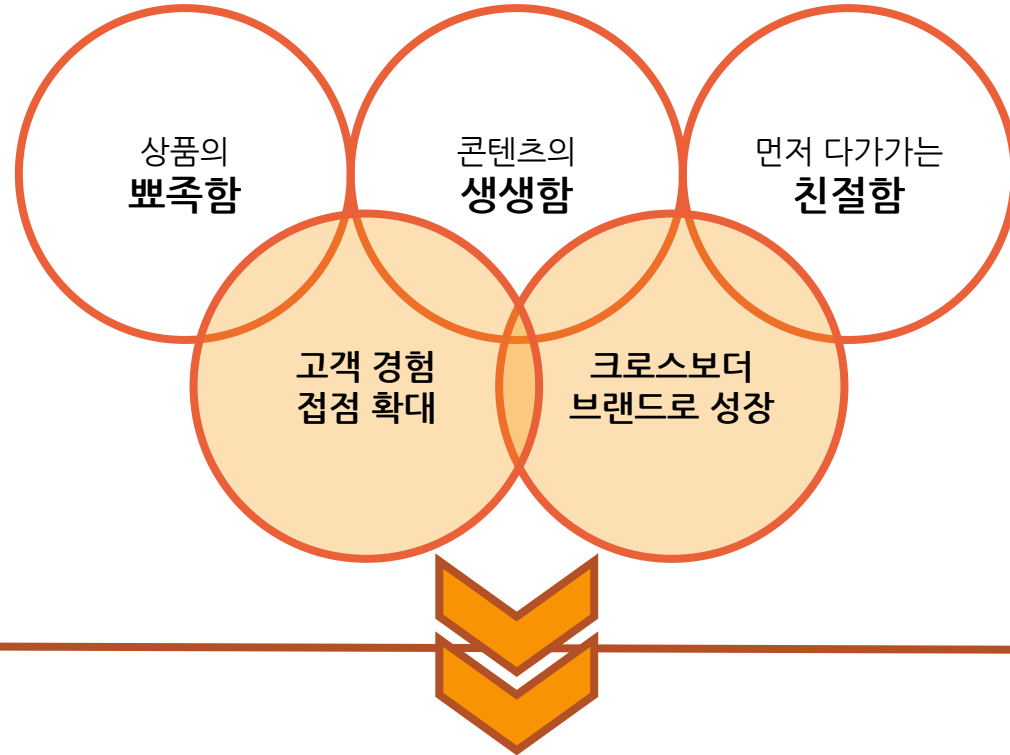 상품의
뾰족함
콘텐츠의
생생함
먼저 다가가는
친절함
고객 경험
접점 확대
크로스보더
브랜드로 성장